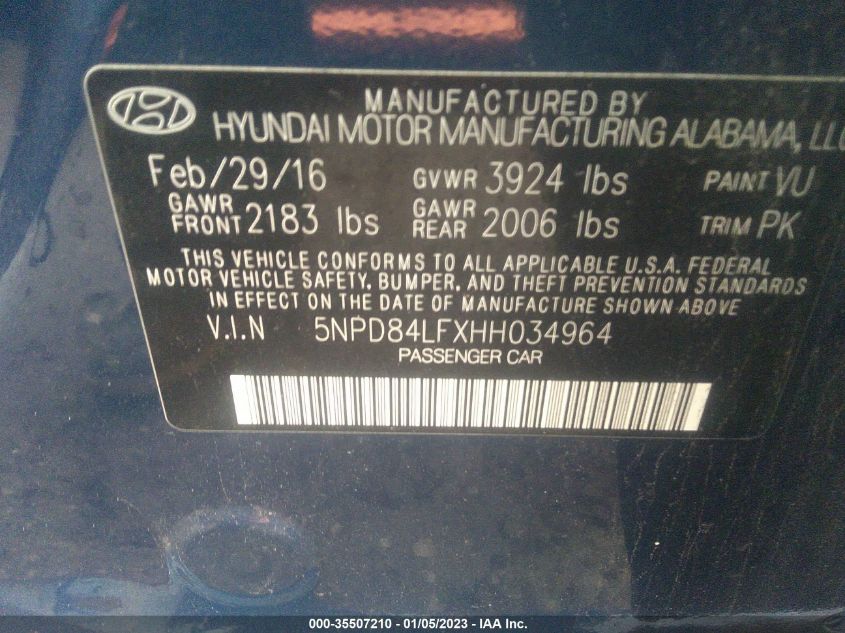 MANUFACTURED BY
HYUNDAI MOTOR MANUFACTURING ALABAMA, LLC
Feb/29/16 GVWR 3924 lbs PAINT VU
GAWR FRONT 2183 lbs GAWR REAR 2006 lbs TRIM PK
THIS VEHICLE CONFORMS TO ALL APPLICABLE U.S.A. FEDERAL
MOTOR VEHICLE SAFETY, BUMPER, AND THEFT PREVENTION STANDARDS
IN EFFECT ON THE DATE OF MANUFACTURE SHOWN ABOVE
V.I.N 5NPD84LFXHH034964
PASSENGER CAR
000-35507210 - 01/05/2023 - IAA Inc.